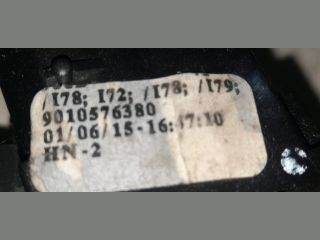 /I78; I72; /I78; /I79;
9010576380
01/06/15-16:47:10
HN-2